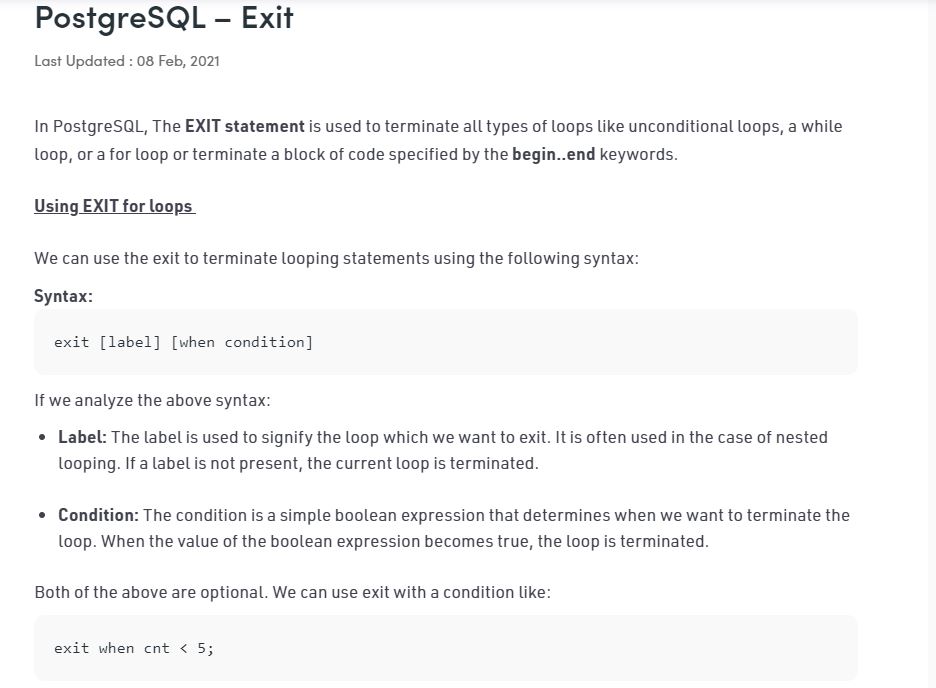 PostgreSQL – Exit
Last Updated : 08 Feb, 2021
In PostgreSQL, The EXIT statement is used to terminate all types of loops like unconditional loops, a while
loop, or a for loop or terminate a block of code specified by the begin..end keywords.
Using EXIT for loops
We can use the exit to terminate looping statements using the following syntax:
Syntax:
exit [label] [when condition]
If we analyze the above syntax:
• Label: The label is used to signify the loop which we want to exit. It is often used in the case of nested
looping. If a label is not present, the current loop is terminated.
• Condition: The condition is a simple boolean expression that determines when we want to terminate the
loop. When the value of the boolean expression becomes true, the loop is terminated.
Both of the above are optional. We can use exit with a condition like:
exit when cnt < 5;